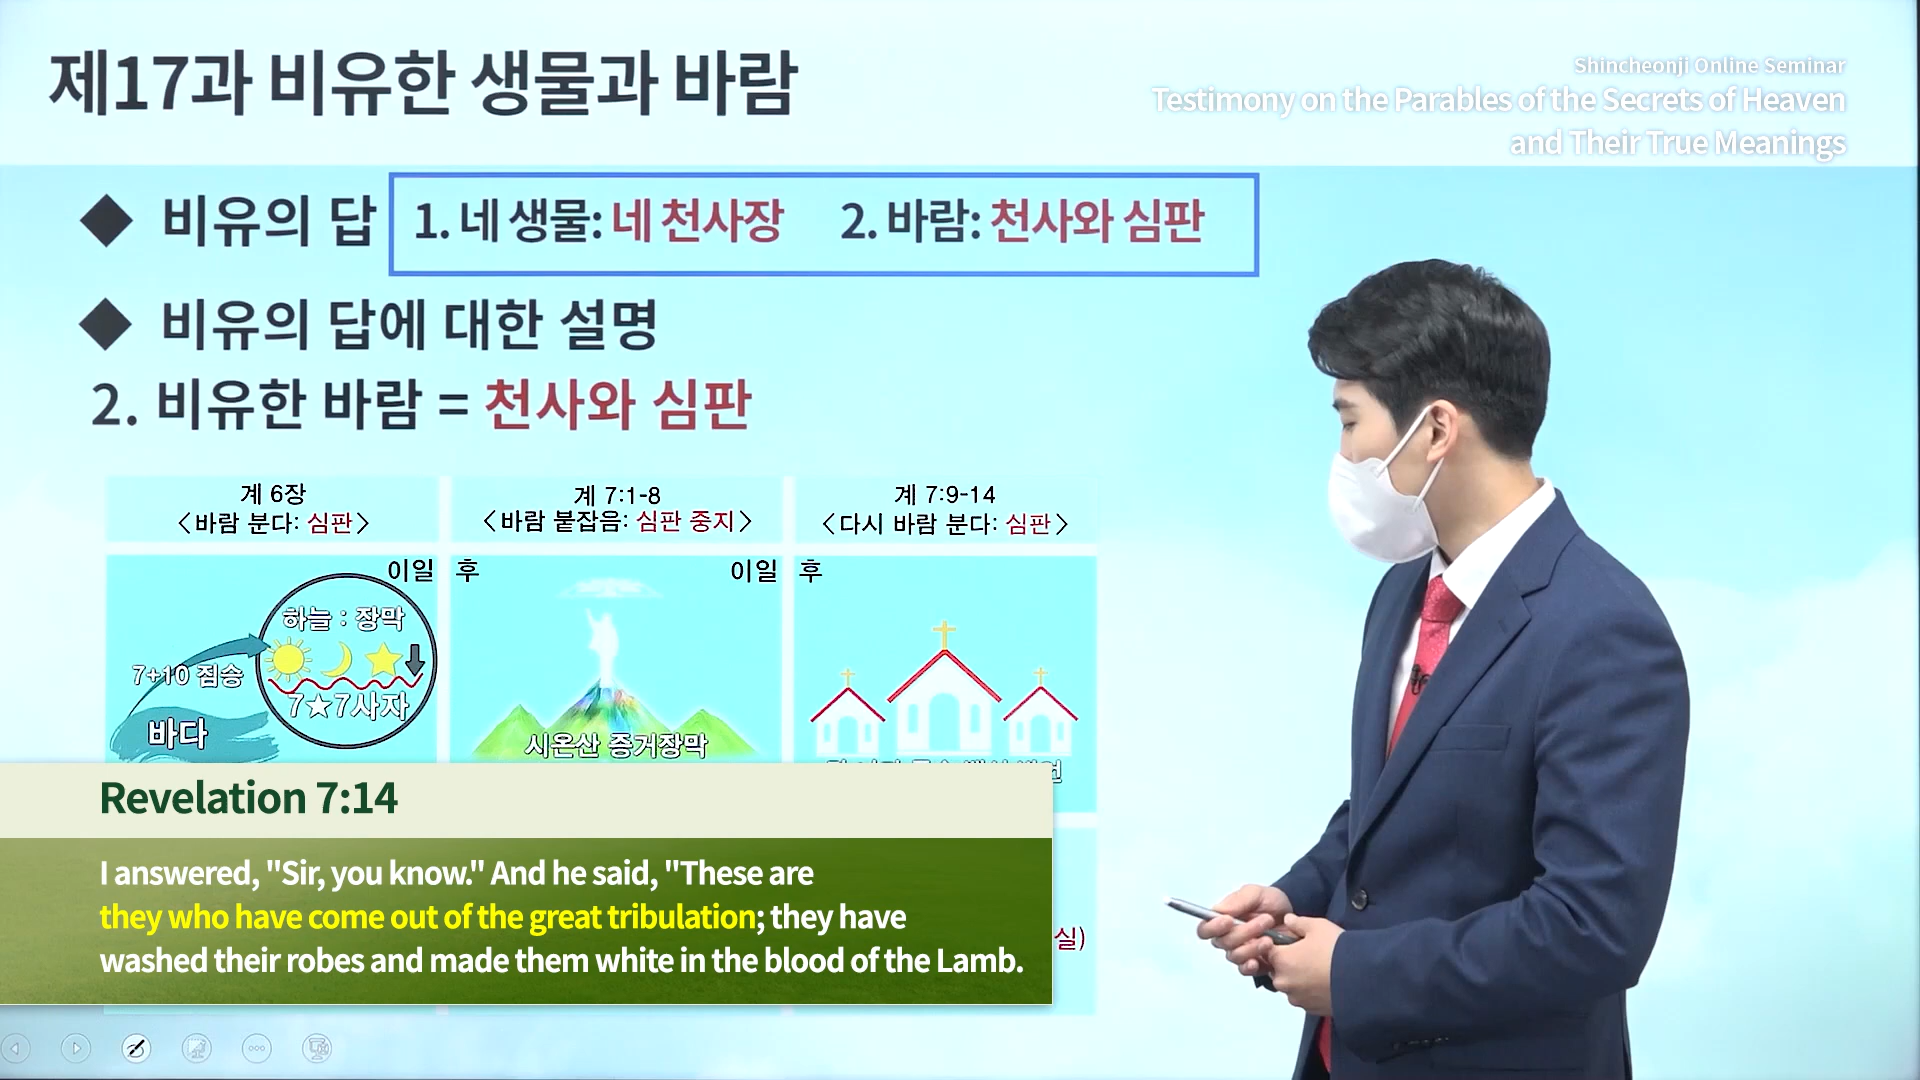 제17과 비유한 생물과 바람
Shincheonji Online Seminar
Testimony on the Parables of the Secrets of Heaven
and Their True Meanings
◆ 비유의 답
1. 네 생물: 네 천사장 2. 바람: 천사와 심판
◆ 비유의 답에 대한 설명
2. 비유한 바람 = 천사와 심판
계 6장
<바람 분다: 심판>
계 7:1-8
<바람 붙잡음: 심판 중지>
계 7:9-14
<다시 바람 분다: 심판>
이일 후
이일 후
하늘 : 장막
7+10 짐승
7★7사자
바다
시온산 증거장막
실)
Revelation 7:14
I answered, "Sir, you know." And he said, "These are
they who have come out of the great tribulation; they have
washed their robes and made them white in the blood of the Lamb.